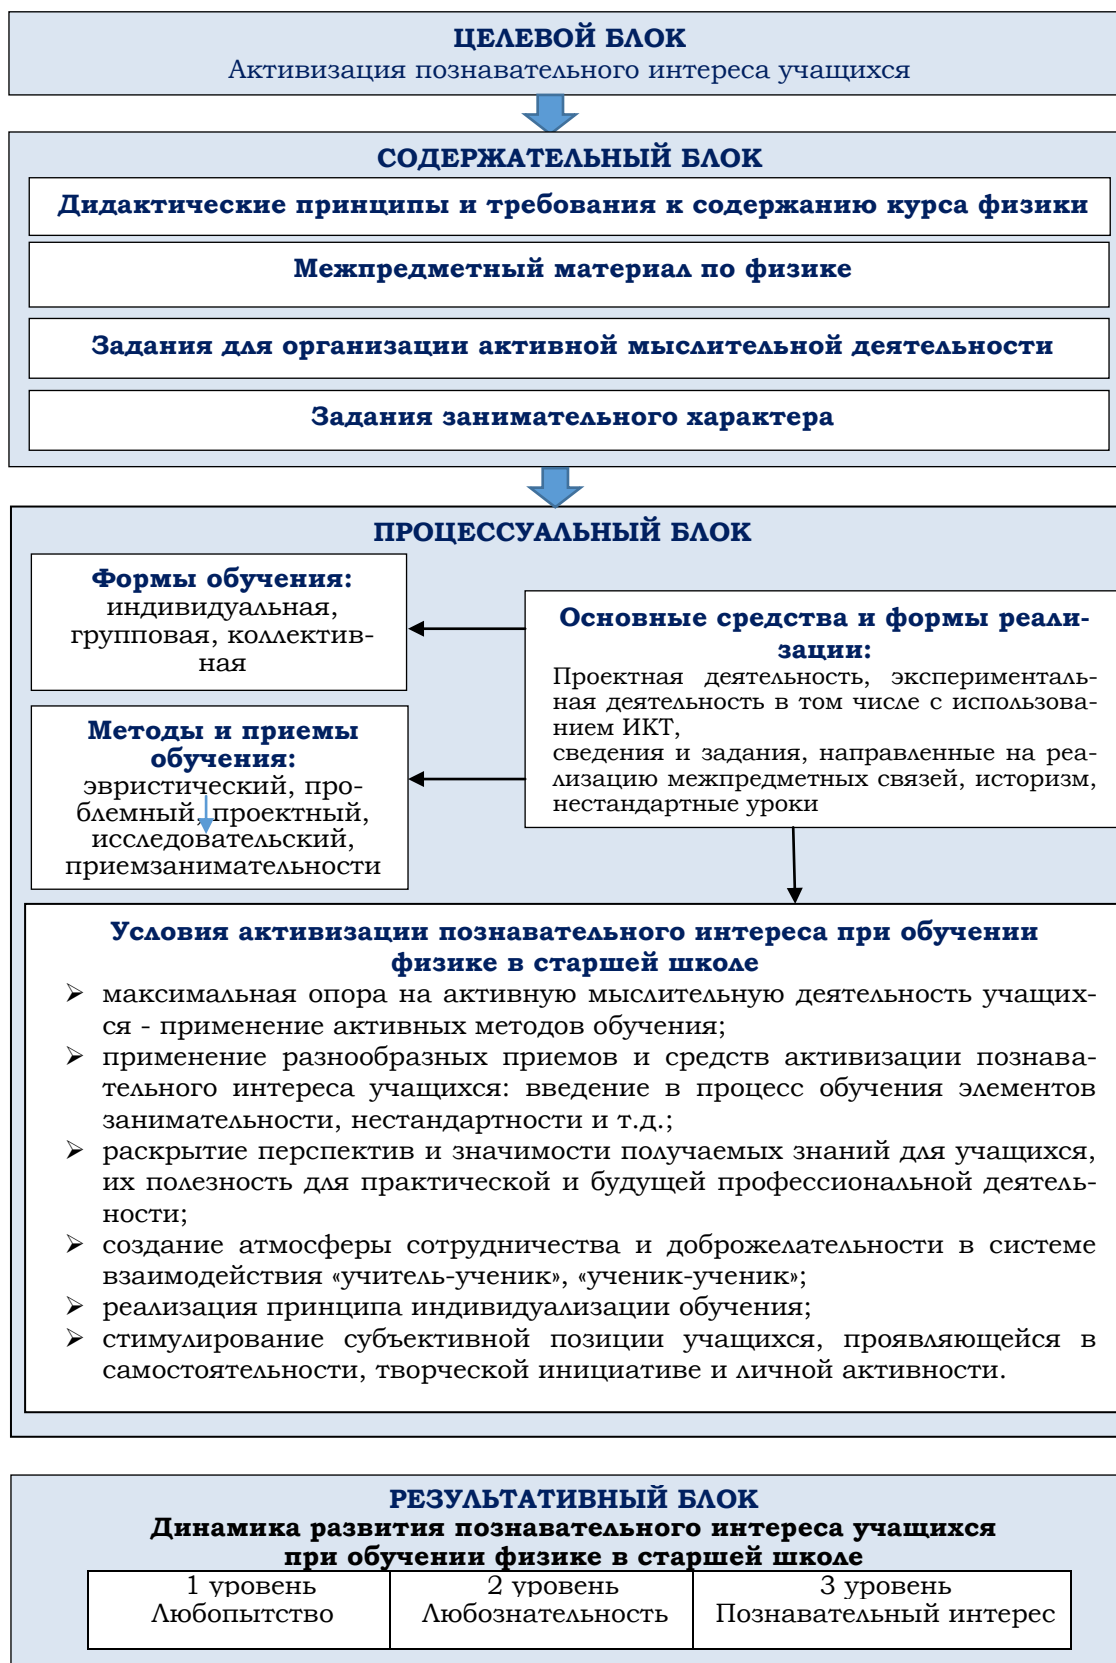 ЦЕЛЕВОЙ БЛОК
Активизация познавательного интереса учащихся
СОДЕРЖАТЕЛЬНЫЙ БЛОК
Дидактические принципы и требования к содержанию курса физики
Межпредметный материал по физике
Задания для организации активной мыслительной деятельности
Задания занимательного характера
ПРОЦЕССУАЛЬНЫЙ БЛОК
Формы обучения:
индивидуальная,
групповая, коллектив-
ная
Методы и приемы
обучения:
эвристический, про-
блемный, проектный,
исследовательский,
приемзанимательности
Основные средства и формы реали-
зации:
Проектная деятельность, эксперименталь-
ная деятельность в том числе с использова-
нием ИКТ,
сведения и задания, направленные на реа-
лизацию межпредметных связей, историзм,
нестандартные уроки
Условия активизации познавательного интереса при обучении
физике в старшей школе
➢ максимальная опора на активную мыслительную деятельность учащих-
ся - применение активных методов обучения;
➢ применение разнообразных приемов и средств активизации познава-
тельного интереса учащихся: введение в процесс обучения элементов
занимательности, нестандартности и т.д.;
➢ раскрытие перспектив и значимости получаемых знаний для учащихся,
их полезность для практической и будущей профессиональной деятель-
ности;
➢ создание атмосферы сотрудничества и доброжелательности в системе
взаимодействия «учитель-ученик», «ученик-ученик»;
➢ реализация принципа индивидуализации обучения;
➢ стимулирование субъективной позиции учащихся, проявляющейся в
самостоятельности, творческой инициативе и личной активности.
РЕЗУЛЬТАТИВНЫЙ БЛОК
Динамика развития познавательного интереса учащихся
при обучении физике в старшей школе
1 уровень
Любопытство
2 уровень
Любознательность
3 уровень
Познавательный интерес